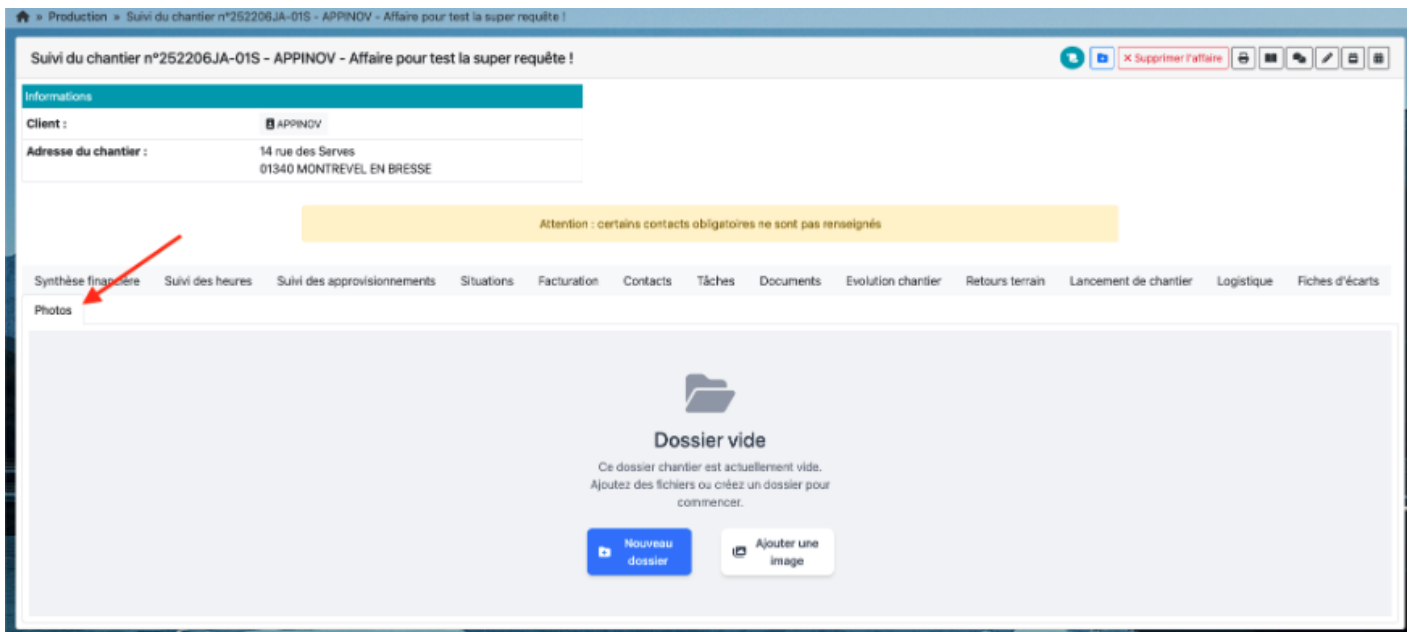 » Production » Suivi du chantier n°252206JA-01S - APPINOV - Affaire pour test la super requête !
Suivi du chantier n°252206JA-01S - APPINOV - Affaire pour test la super requête !
× Supprimer l'affaire
Informations
Client :
APPINOV
Adresse du chantier :
14 rue des Serves
01340 MONTREVEL EN BRESSE
Attention : certains contacts obligatoires ne sont pas renseignés
Synthèse financière Suivi des heures Suivi des approvisionnements Situations Facturation Contacts Tâches Documents Evolution chantier Retours terrain Lancement de chantier Logistique Fiches d'écarts
Photos
Dossier vide
Ce dossier chantier est actuellement vide.
Ajoutez des fichiers ou créez un dossier pour
commencer.
Nouveau
dossier
Ajouter une
image